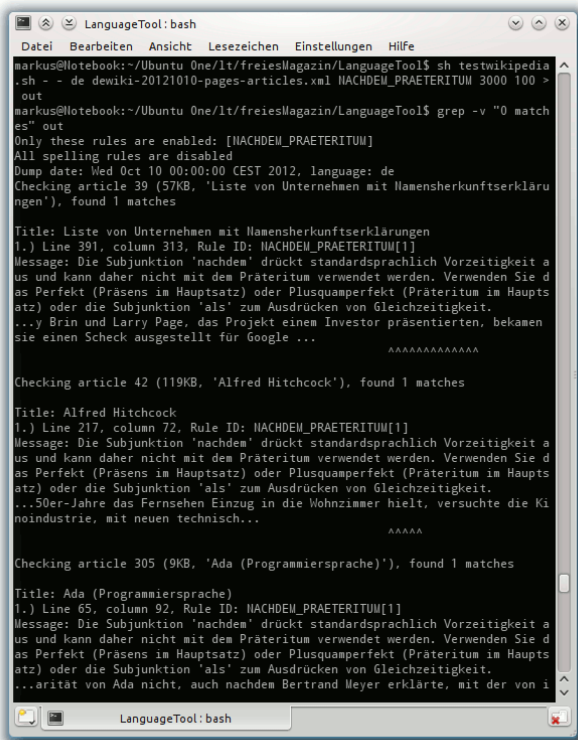 LanguageTool : bash
Datei Bearbeiten Ansicht Lesezeichen Einstellungen Hilfe
markus@Notebook:~/Ubuntu One/lt/freiesMagazin/LanguageTool$ sh testwikipedia
.sh - - de dewiki-20121010-pages-articles.xml NACHDEM_PRAETERITUM 3000 100 >
out
markus@Notebook:~/Ubuntu One/lt/freiesMagazin/LanguageTool$ grep -v "0 match
es" out
Only these rules are enabled: [NACHDEM_PRAETERITUM]
All spelling rules are disabled
Dump date: Wed Oct 10 00:00:00 CEST 2012, language: de
Checking article 39 (57KB, 'Liste von Unternehmen mit Namensherkunftserkläru
ngen'), found 1 matches
Title: Liste von Unternehmen mit Namensherkunftserklärungen
1.) Line 391, column 313, Rule ID: NACHDEM_PRAETERITUM[1]
Message: Die Subjunktion 'nachdem' drückt standardsprachlich Vorzeitigkeit a
us und kann daher nicht mit dem Präteritum verwendet werden. Verwenden Sie d
as Perfekt (Präsens im Hauptsatz) oder Plusquamperfekt (Präteritum im Haupts
atz) oder die Subjunktion 'als' zum Ausdrücken von Gleichzeitigkeit.
...y Brin und Larry Page, das Projekt einem Investor präsentierten, bekamen
sie einen Scheck ausgestellt für Google ...
^^^^^^^^^^^^^
Checking article 42 (119KB, 'Alfred Hitchcock'), found 1 matches
Title: Alfred Hitchcock
1.) Line 217, column 72, Rule ID: NACHDEM_PRAETERITUM[1]
Message: Die Subjunktion 'nachdem' drückt standardsprachlich Vorzeitigkeit a
us und kann daher nicht mit dem Präteritum verwendet werden. Verwenden Sie d
as Perfekt (Präsens im Hauptsatz) oder Plusquamperfekt (Präteritum im Haupts
atz) oder die Subjunktion 'als' zum Ausdrücken von Gleichzeitigkeit.
...50er-Jahre das Fernsehen Einzug in die Wohnzimmer hielt, versuchte die Ki
noindustrie, mit neuen technisch...
^^^^^
Checking article 305 (9KB, 'Ada (Programmiersprache)'), found 1 matches
Title: Ada (Programmiersprache)
1.) Line 65, column 92, Rule ID: NACHDEM_PRAETERITUM[1]
Message: Die Subjunktion 'nachdem' drückt standardsprachlich Vorzeitigkeit a
us und kann daher nicht mit dem Präteritum verwendet werden. Verwenden Sie d
as Perfekt (Präsens im Hauptsatz) oder Plusquamperfekt (Präteritum im Haupts
atz) oder die Subjunktion 'als' zum Ausdrücken von Gleichzeitigkeit.
...arität von Ada nicht, auch nachdem Bertrand Meyer erklärte, mit der von i
LanguageTool : bash